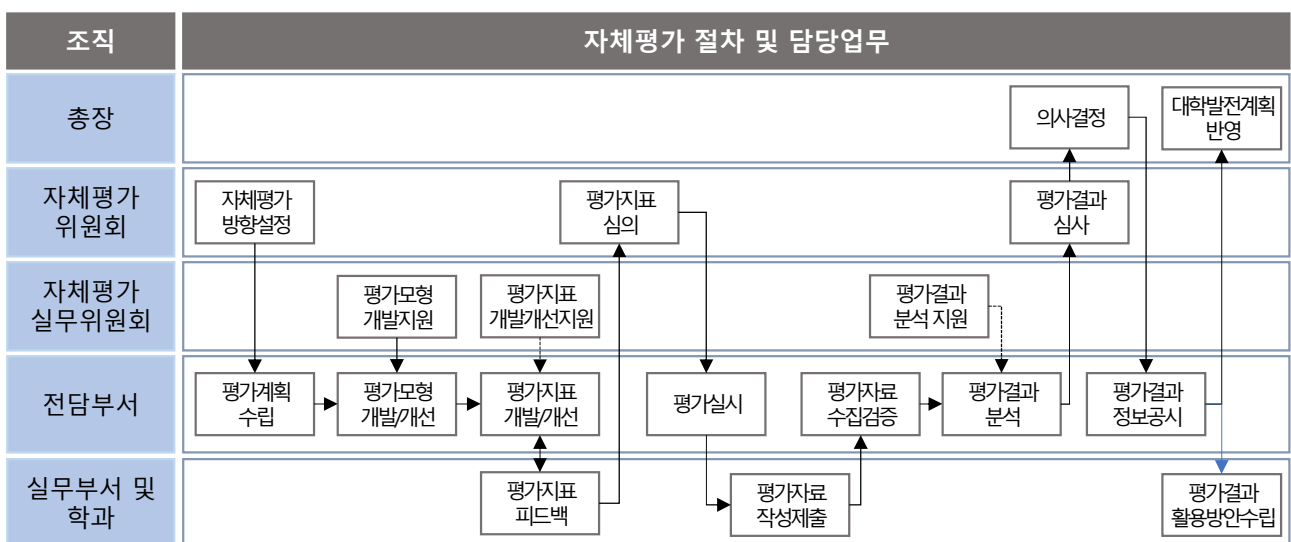 조직
자체평가 절차 및 담당업무
총장
의사결정
대학발전계획
반영
자체평가
위원회
자체평가
방향설정
평가지표
심의
평가결과
심사
자체평가
실무위원회
평가모형
개발지원
평가지표
개발개선지원
평가결과
분석 지원
전담부서
평가계획
수립
평가모형
개발/개선
평가지표
개발/개선
평가실시
평가자료
수집검증
평가결과
분석
평가결과
정보공시
실무부서 및
학과
평가지표
피드백
평가자료
작성제출
평가결과
활용방안수립